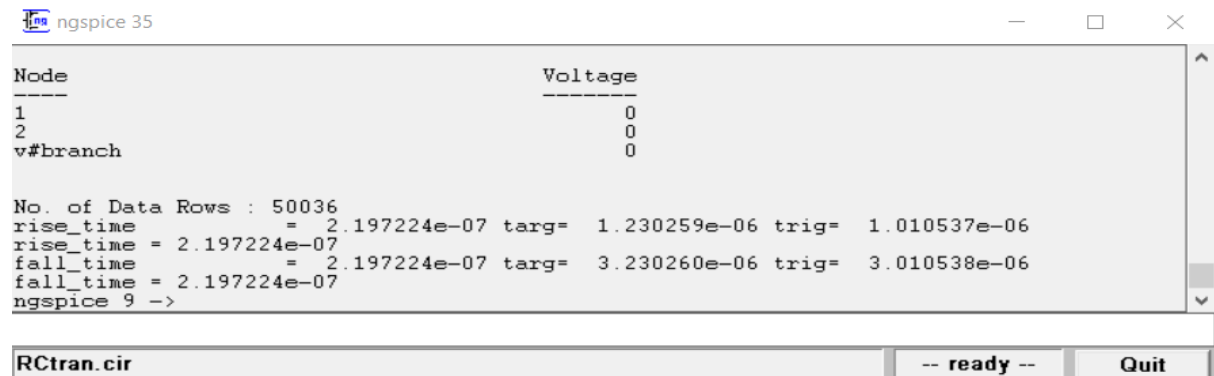 ngspice 35
Node Voltage
---- -------
1 0
2 0
v#branch 0
No. of Data Rows : 50036
rise_time = 2.197224e-07 targ= 1.230259e-06 trig= 1.010537e-06
rise_time = 2.197224e-07
fall_time = 2.197224e-07 targ= 3.230260e-06 trig= 3.010538e-06
fall_time = 2.197224e-07
ngspice 9 ->
RCtran.cir -- ready -- Quit